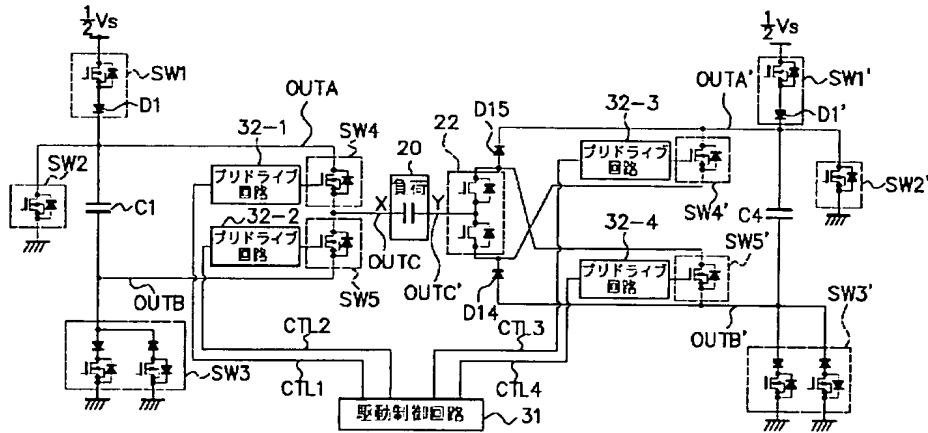 ½Vs
SW1
D1
OUTA
32-1
SW4
SW2
プリドライブ
回路
C1
32-2
プリドライブ
回路
20
負荷
X
Y
22
D15
32-3
OUTA'
½Vs
SW1'
D1'
プリドライブ
回路
SW4'
SW2'
C4
32-4
プリドライブ
回路
SW5'
OUTB
SW5
OUTC
OUTC'
D14
OUTB'
SW3'
SW3
CTL2
CTL1
CTL3
CTL4
駆動制御回路
31